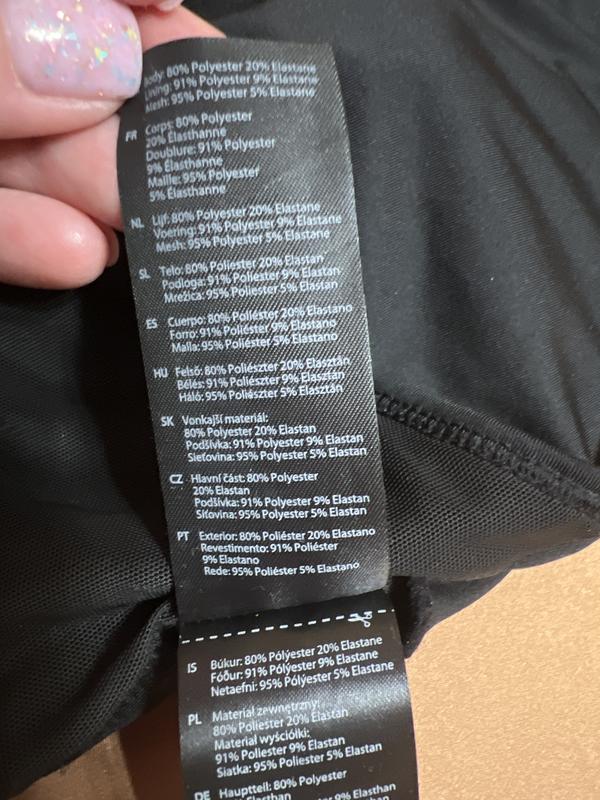 Body: 80% Polyester 20% Elastane
Lining: 91% Polyester 9% Elastane
Mesh: 95% Polyester 5% Elastane
FR Corps: 80% Polyester
20% Élasthanne
Doublure: 91% Polyester
9% Élasthanne
Maille: 95% Polyester
5% Élasthanne
NL Lijf: 80% Polyester 20% Elastane
Voering: 91% Polyester 9% Elastane
Mesh: 95% Polyester 5% Elastane
SL Telo: 80% Poliester 20% Elastan
Podloga: 91% Poliester 9% Elastan
Mrežica: 95% Poliester 5% Elastan
ES Cuerpo: 80% Poliéster 20% Elastano
Forro: 91% Poliéster 9% Elastano
Malla: 95% Poliéster 5% Elastano
HU Felső: 80% Poliészter 20% Elasztán
Bélés: 91% Poliészter 9% Elasztán
Háló: 95% Poliészter 5% Elasztán
SK Vonkajší materiál:
80% Polyester 20% Elastan
Podšívka: 91% Polyester 9% Elastan
Sieťovina: 95% Polyester 5% Elastan
CZ Hlavní část: 80% Polyester
20% Elastan
Podšívka: 91% Polyester 9% Elastan
Síťovina: 95% Polyester 5% Elastan
PT Exterior: 80% Poliéster 20% Elastano
Revestimento: 91% Poliéster
9% Elastano
Rede: 95% Poliéster 5% Elastano
IS Búkur: 80% Pólýester 20% Elastane
Fóður: 91% Pólýester 9% Elastane
Netaefni: 95% Pólýester 5% Elastane
PL Materiał zewnętrzny:
80% Poliester 20% Elastan
Materiał wyściółki:
91% Poliester 9% Elastan
Siatka: 95% Poliester 5% Elastan
DE Hauptteil: 80% Polyester
Elasthan
9% Elasthan